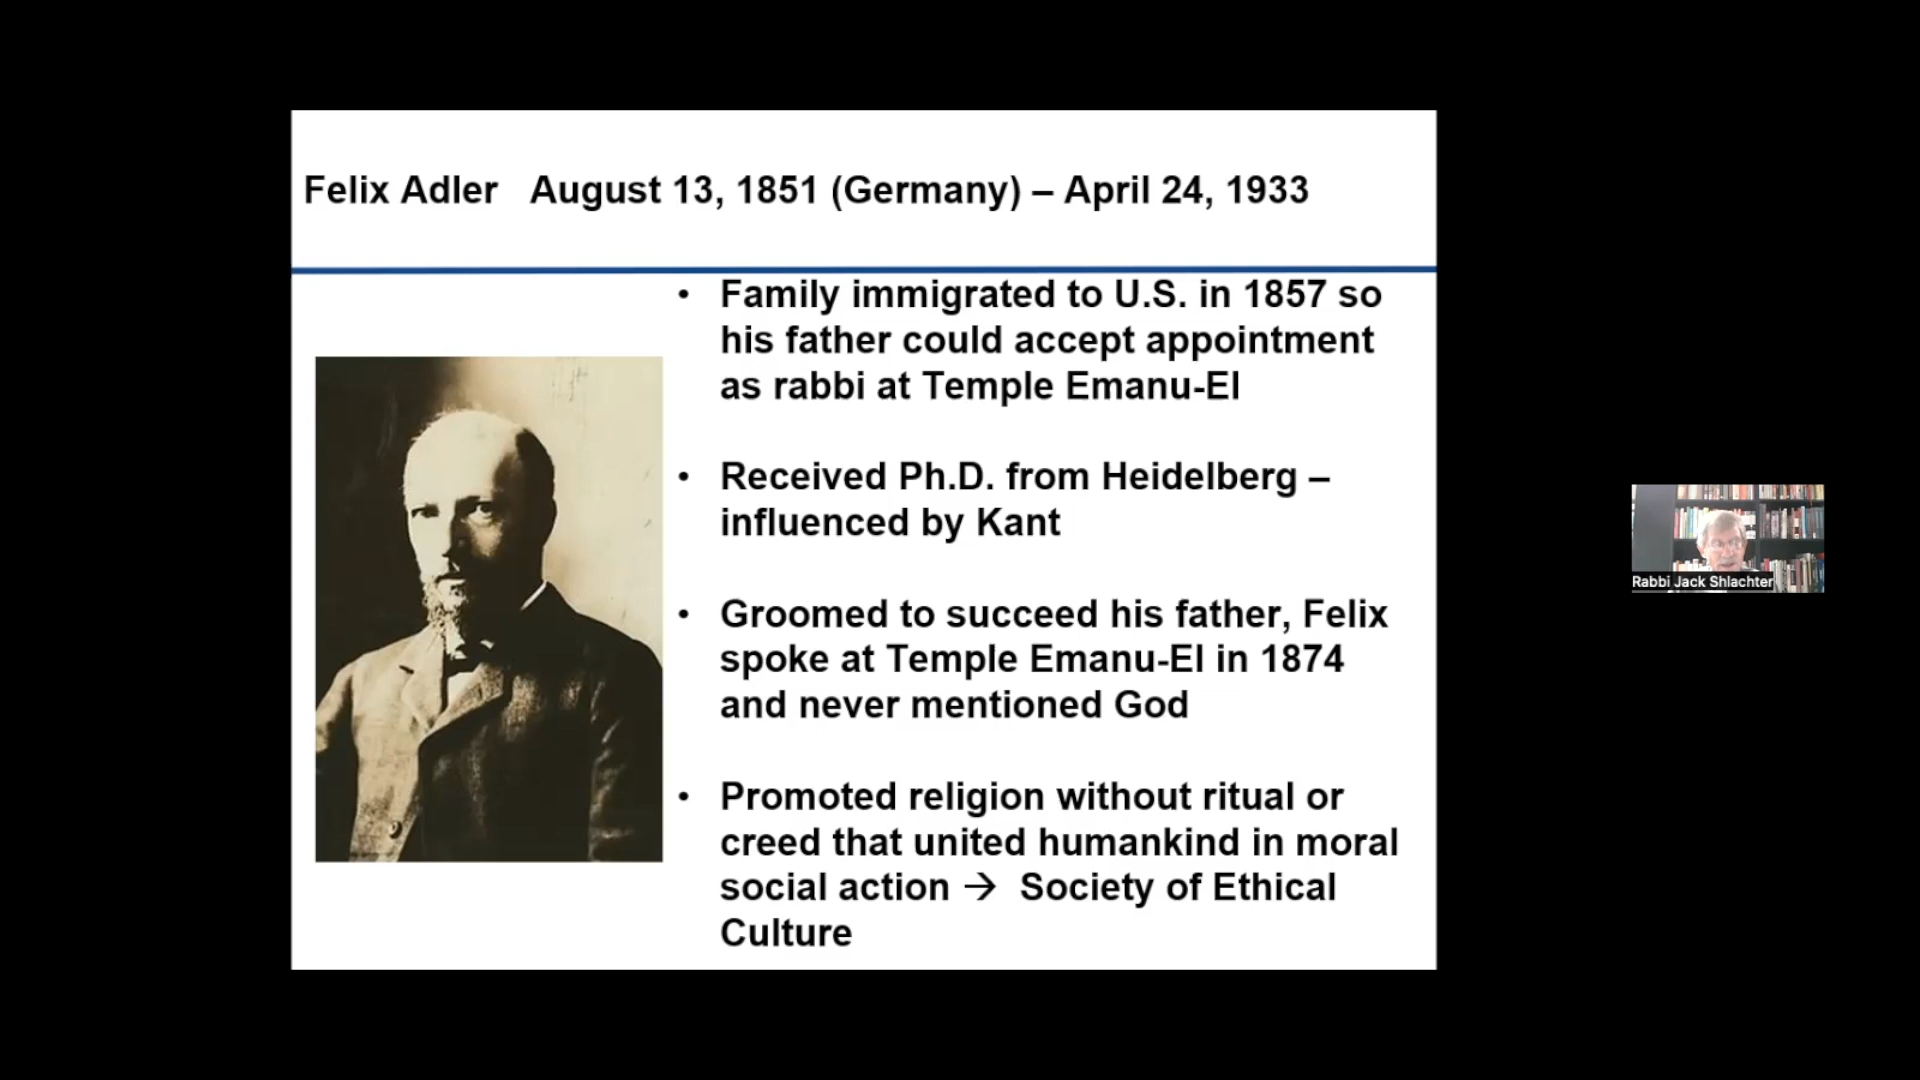 Felix Adler August 13, 1851 (Germany) – April 24, 1933
• Family immigrated to U.S. in 1857 so
his father could accept appointment
as rabbi at Temple Emanu-El
• Received Ph.D. from Heidelberg –
influenced by Kant
• Groomed to succeed his father, Felix
spoke at Temple Emanu-El in 1874
and never mentioned God
• Promoted religion without ritual or
creed that united humankind in moral
social action → Society of Ethical
Culture
Rabbi Jack Shlachter